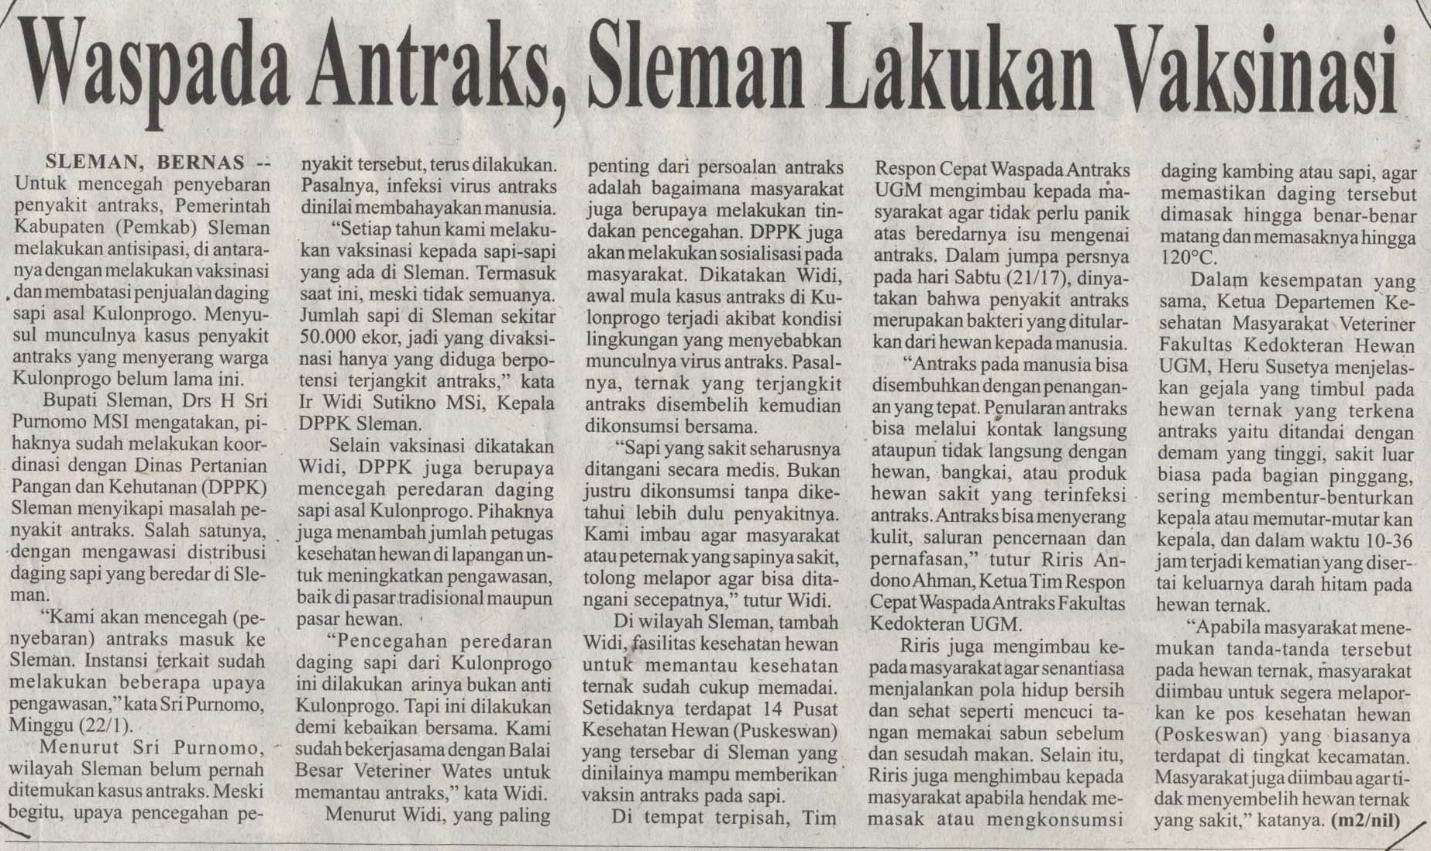 Waspada Antraks, Sleman Lakukan Vaksinasi
SLEMAN, BERNAS --
Untuk mencegah penyebaran
penyakit antraks, Pemerintah
Kabupaten (Pemkab) Sleman
melakukan antisipasi, di antara-
nya dengan melakukan vaksinasi
dan membatasi penjualan daging
sapi asal Kulonprogo. Menyu-
sul munculnya kasus penyakit
antraks yang menyerang warga
Kulonprogo belum lama ini.
Bupati Sleman, Drs H Sri
Purnomo MSI mengatakan, pi-
haknya sudah melakukan koor-
dinasi dengan Dinas Pertanian
Pangan dan Kehutanan (DPPK)
Sleman menyikapi masalah pe-
nyakit antraks. Salah satunya,
dengan mengawasi distribusi
daging sapi yang beredar di Sle-
man.
“Kami akan mencegah (pe-
nyebaran) antraks masuk ke
Sleman. Instansi terkait sudah
melakukan beberapa upaya
pengawasan,” kata Sri Purnomo,
Minggu (22/1).
Menurut Sri Purnomo,
wilayah Sleman belum pernah
ditemukan kasus antraks. Meski
begitu, upaya pencegahan pe-
nyakit tersebut, terus dilakukan.
Pasalnya, infeksi virus antraks
dinilai membahayakan manusia.
“Setiap tahun kami melaku-
kan vaksinasi kepada sapi-sapi
yang ada di Sleman. Termasuk
saat ini, meski tidak semuanya.
Jumlah sapi di Sleman sekitar
50.000 ekor, jadi yang divaksi-
nasi hanya yang diduga berpo-
tensi terjangkit antraks,” kata
Ir Widi Sutikno MSi, Kepala
DPPK Sleman.
Selain vaksinasi dikatakan
Widi, DPPK juga berupaya
mencegah peredaran daging
sapi asal Kulonprogo. Pihaknya
juga menambah jumlah petugas
kesehatan hewan di lapangan un-
tuk meningkatkan pengawasan,
baik di pasar tradisional maupun
pasar hewan.
“Pencegahan peredaran
daging sapi dari Kulonprogo
ini dilakukan arinya bukan anti
Kulonprogo. Tapi ini dilakukan
demi kebaikan bersama. Kami
sudah bekerjasama dengan Balai
Besar Veteriner Wates untuk
memantau antraks,” kata Widi.
Menurut Widi, yang paling
penting dari persoalan antraks
adalah bagaimana masyarakat
juga berupaya melakukan tin-
dakan pencegahan. DPPK juga
akan melakukan sosialisasi pada
masyarakat. Dikatakan Widi,
awal mula kasus antraks di Ku-
lonprogo terjadi akibat kondisi
lingkungan yang menyebabkan
munculnya virus antraks. Pasal-
nya, ternak yang terjangkit
antraks disembelih kemudian
dikonsumsi bersama.
“Sapi yang sakit seharusnya
ditangani secara medis. Bukan
justru dikonsumsi tanpa dike-
tahui lebih dulu penyakitnya.
Kami imbau agar masyarakat
atau peternak yang sapinya sakit,
tolong melapor agar bisa dita-
ngani secepatnya,” tutur Widi.
Di wilayah Sleman, tambah
Widi, fasilitas kesehatan hewan
untuk memantau kesehatan
ternak sudah cukup memadai.
Setidaknya terdapat 14 Pusat
Kesehatan Hewan (Puskeswan)
yang tersebar di Sleman yang
dinilainya mampu memberikan
vaksin antraks pada sapi.
Di tempat terpisah, Tim
Respon Cepat Waspada Antraks
UGM mengimbau kepada ma-
syarakat agar tidak perlu panik
atas beredarnya isu mengenai
antraks. Dalam jumpa persnya
pada hari Sabtu (21/17), dinya-
takan bahwa penyakit antraks
merupakan bakteri yang ditular-
kan dari hewan kepada manusia.
“Antraks pada manusia bisa
disembuhkan dengan penangan-
an yang tepat. Penularan antraks
bisa melalui kontak langsung
ataupun tidak langsung dengan
hewan, bangkai, atau produk
hewan sakit yang terinfeksi
antraks. Antraks bisa menyerang
kulit, saluran pencernaan dan
pernafasan,” tutur Riris An-
dono Ahman, Ketua Tim Respon
Cepat Waspada Antraks Fakultas
Kedokteran UGM.
Riris juga mengimbau ke-
pada masyarakat agar senantiasa
menjalankan pola hidup bersih
dan sehat seperti mencuci ta-
ngan memakai sabun sebelum
dan sesudah makan. Selain itu,
Riris juga menghimbau kepada
masyarakat apabila hendak me-
masak atau mengkonsumsi
daging kambing atau sapi, agar
memastikan daging tersebut
dimasak hingga benar-benar
matang dan memasaknya hingga
120°C.
Dalam kesempatan yang
sama, Ketua Departemen Ke-
sehatan Masyarakat Veteriner
Fakultas Kedokteran Hewan
UGM, Heru Susetya menjelas-
kan gejala yang timbul pada
hewan ternak yang terkena
antraks yaitu ditandai dengan
demam yang tinggi, sakit luar
biasa pada bagian pinggang,
sering membentur-benturkan
kepala atau memutar-mutar kan
kepala, dan dalam waktu 10-36
jam terjadi kematian yang diser-
tai keluarnya darah hitam pada
hewan ternak.
“Apabila masyarakat mene-
mukan tanda-tanda tersebut
pada hewan ternak, masyarakat
diimbau untuk segera melapor-
kan ke pos kesehatan hewan
(Poskeswan) yang biasanya
terdapat di tingkat kecamatan.
Masyarakat juga diimbau agar ti-
dak menyembelih hewan ternak
yang sakit,” katanya. (m2/nil)